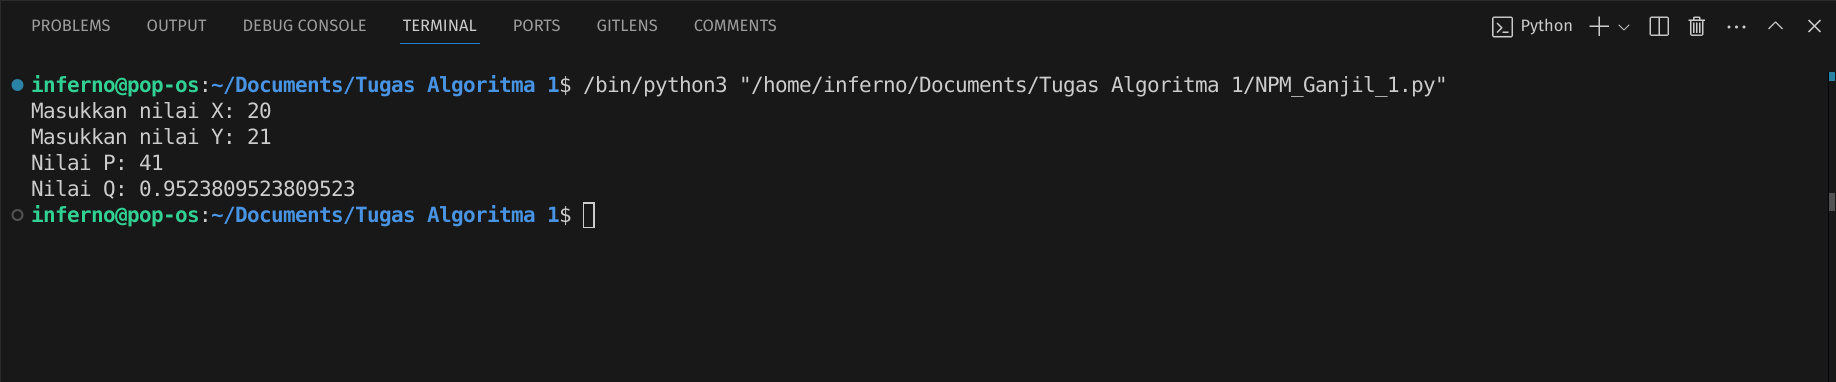 PROBLEMS OUTPUT DEBUG CONSOLE TERMINAL PORTS GITLENS COMMENTS Python
inferno@pop-os:~/Documents/Tugas Algoritma 1$ /bin/python3 "/home/inferno/Documents/Tugas Algoritma 1/NPM_Ganjil_1.py"
Masukkan nilai X: 20
Masukkan nilai Y: 21
Nilai P: 41
Nilai Q: 0.9523809523809523
inferno@pop-os:~/Documents/Tugas Algoritma 1$